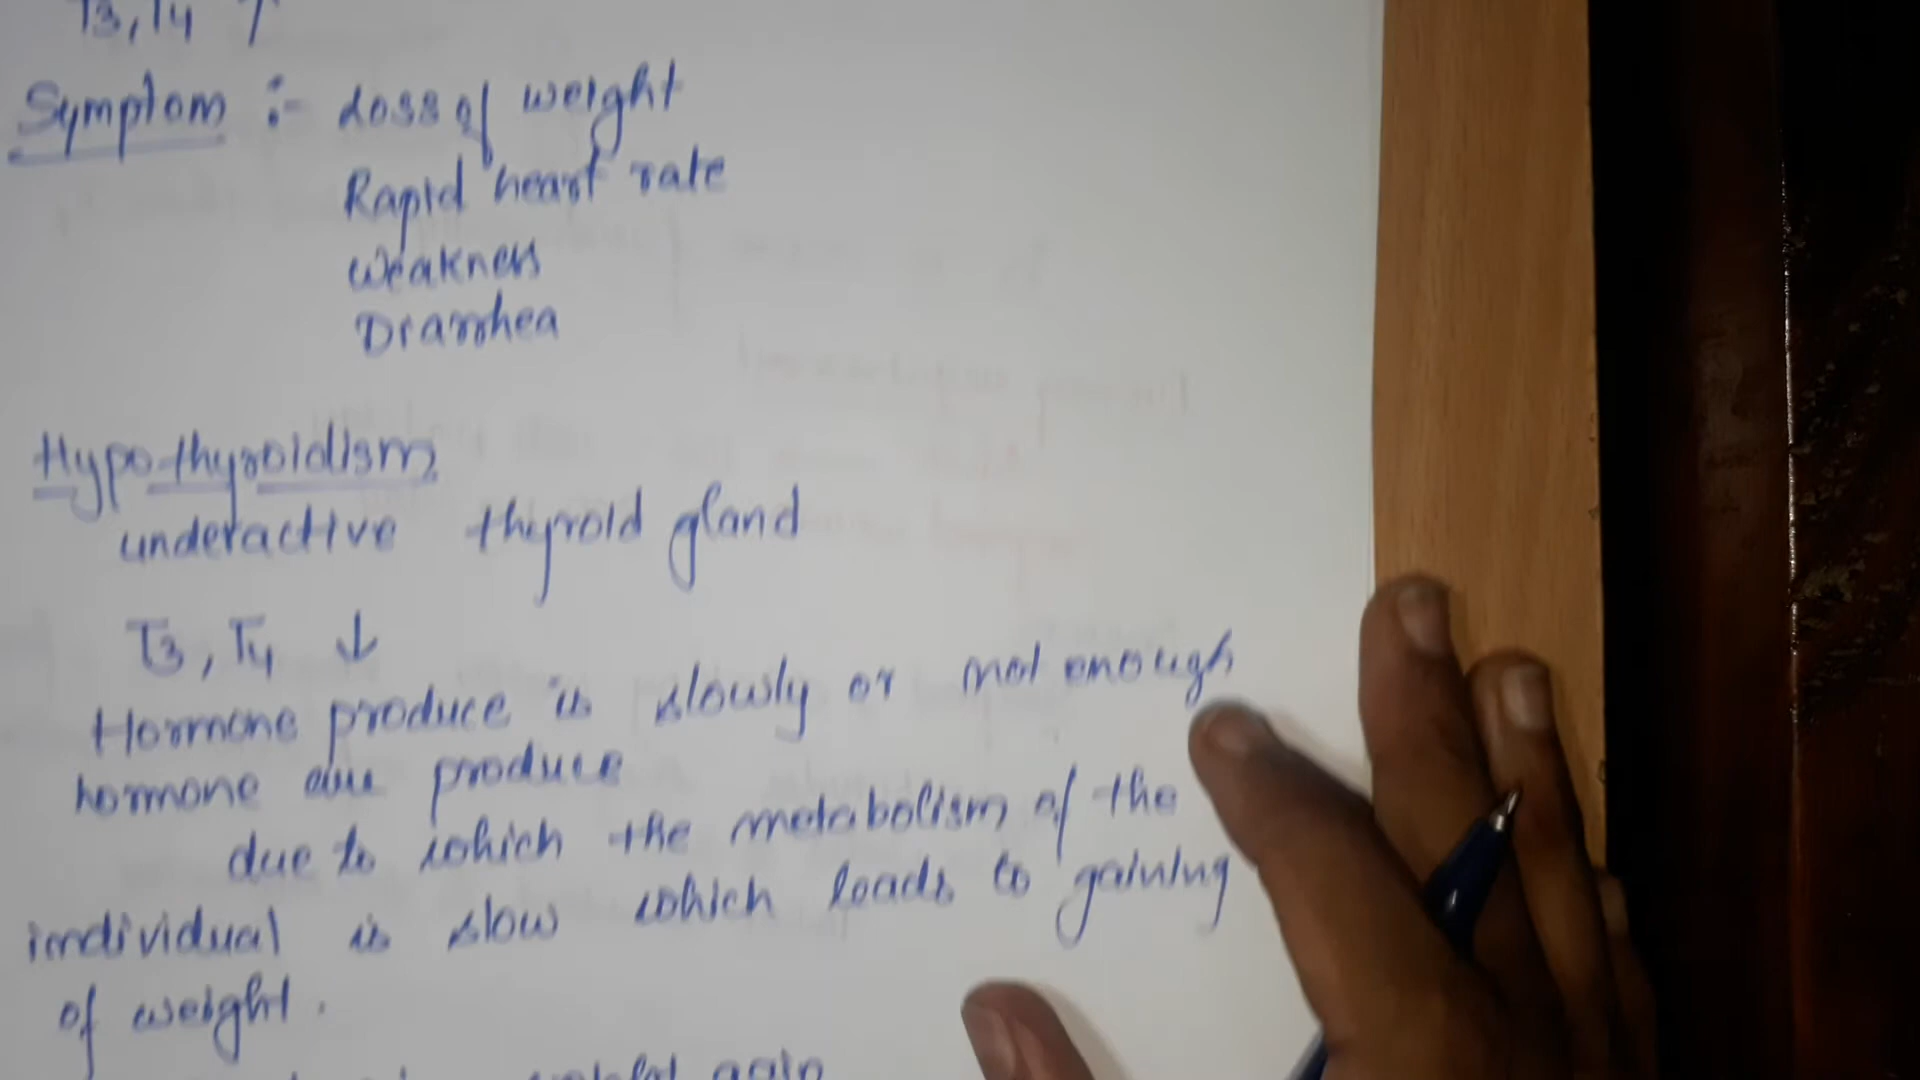 T3, T4 ↑
Symptom :- Loss of weight
Rapid heart rate
Weakness
Diarrhea
Hypo-thyroidism
underactive thyroid gland
T3, T4 ↓
Hormone produce is slowly or not enough
hormone are produce
due to which the metabolism of the
individual is slow which leads to gaining
of weight.
weight gain